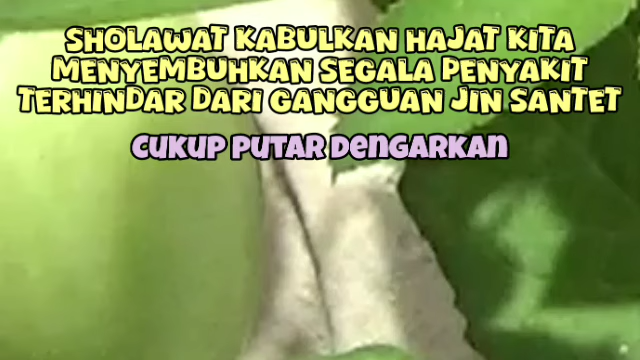 SHOLAWAT KABULKAN HAJAT KITA
MENYEMBUHKAN SEGALA PENYAKIT
TERHINDAR DARI GANGGUAN JIN SANTET
CUKUP PUTAR DENGARKAN